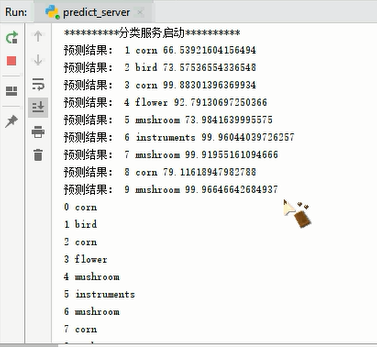 Run: predict_server
**********分类服务启动**********
预测结果: 1 corn 66.53921604156494
预测结果: 2 bird 73.57536554336548
预测结果: 3 corn 99.88301396369934
预测结果: 4 flower 92.79130697250366
预测结果: 5 mushroom 73.9841639995575
预测结果: 6 instruments 99.96044039726257
预测结果: 7 mushroom 99.91955161094666
预测结果: 8 corn 79.11618947982788
预测结果: 9 mushroom 99.96646642684937
0 corn
1 bird
2 corn
3 flower
4 mushroom
5 instruments
6 mushroom
7 corn